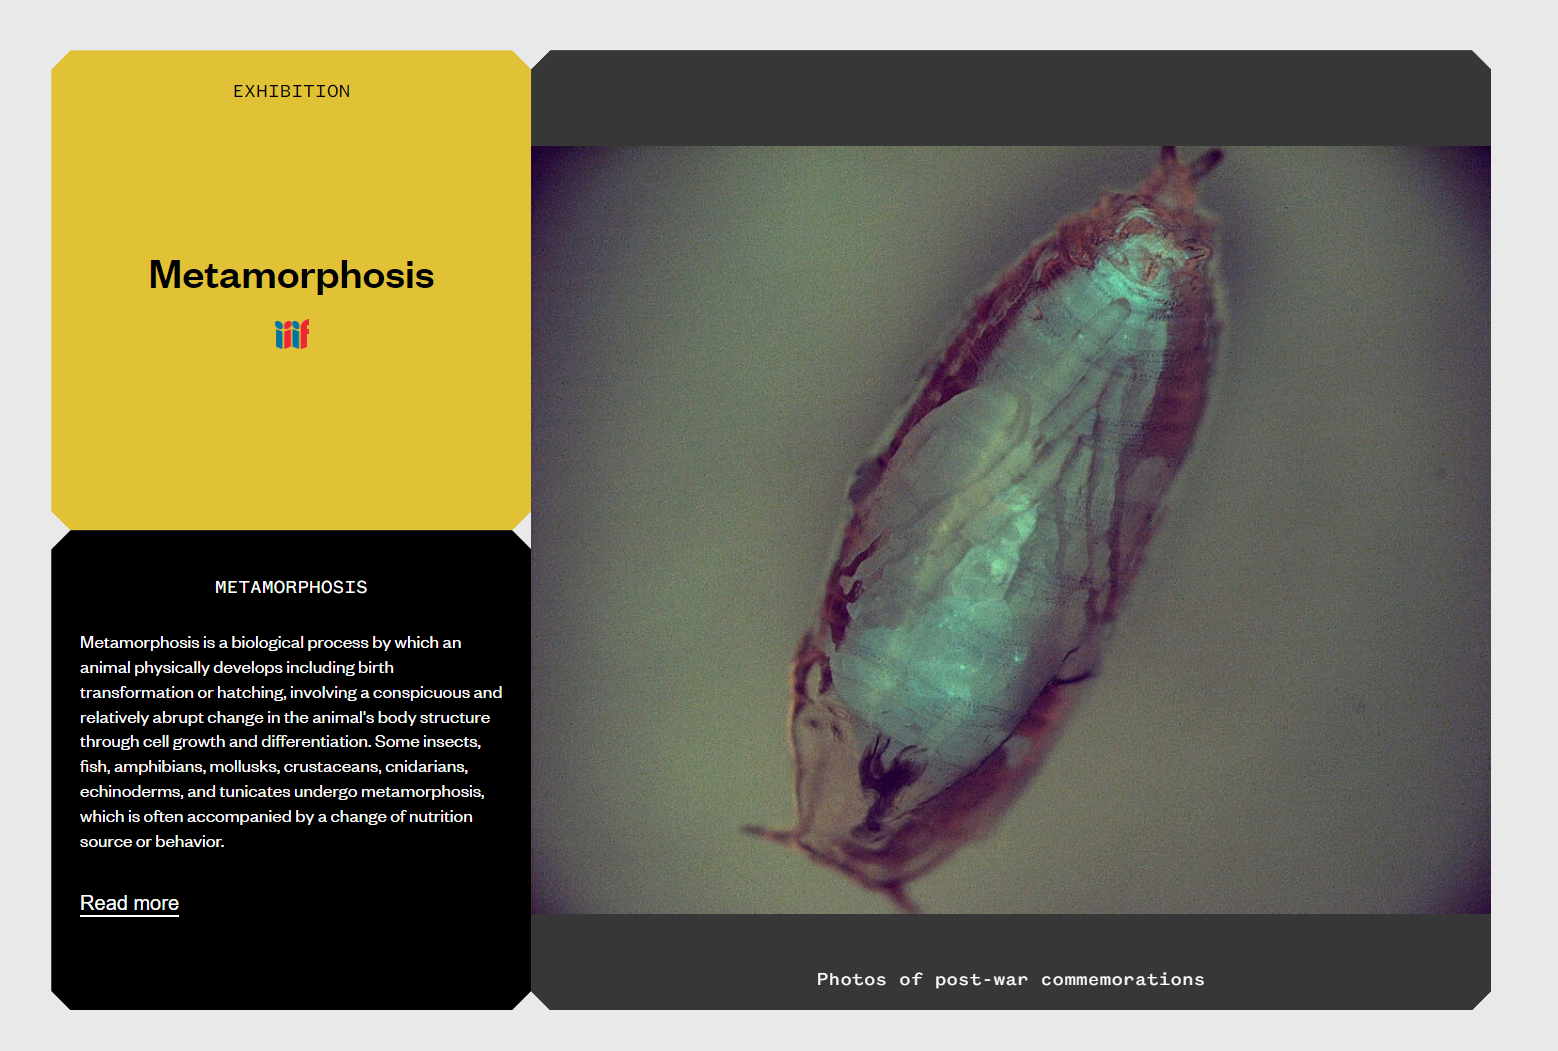 EXHIBITION
Metamorphosis
iiif
METAMORPHOSIS
Metamorphosis is a biological process by which an
animal physically develops including birth
transformation or hatching, involving a conspicuous and
relatively abrupt change in the animal's body structure
through cell growth and differentiation. Some insects,
fish, amphibians, mollusks, crustaceans, cnidarians,
echinoderms, and tunicates undergo metamorphosis,
which is often accompanied by a change of nutrition
source or behavior.
Read more
Photos of post-war commemorations